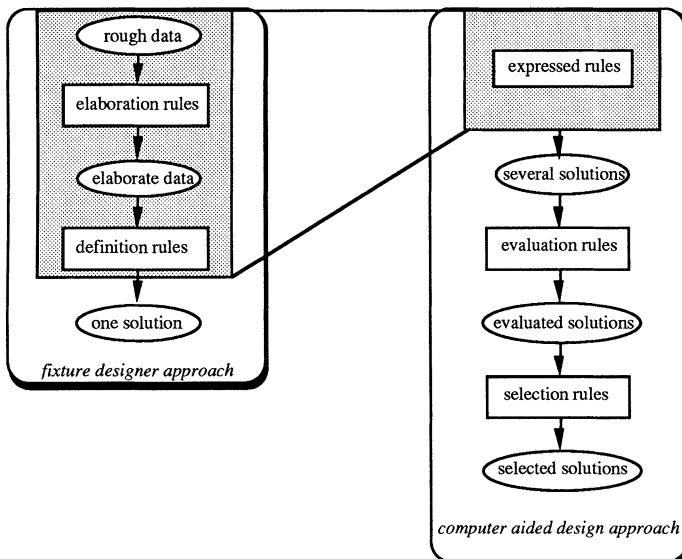 rough data
elaboration rules
elaborate data
definition rules
one solution
fixture designer approach
expressed rules
several solutions
evaluation rules
evaluated solutions
selection rules
selected solutions
computer aided design approach